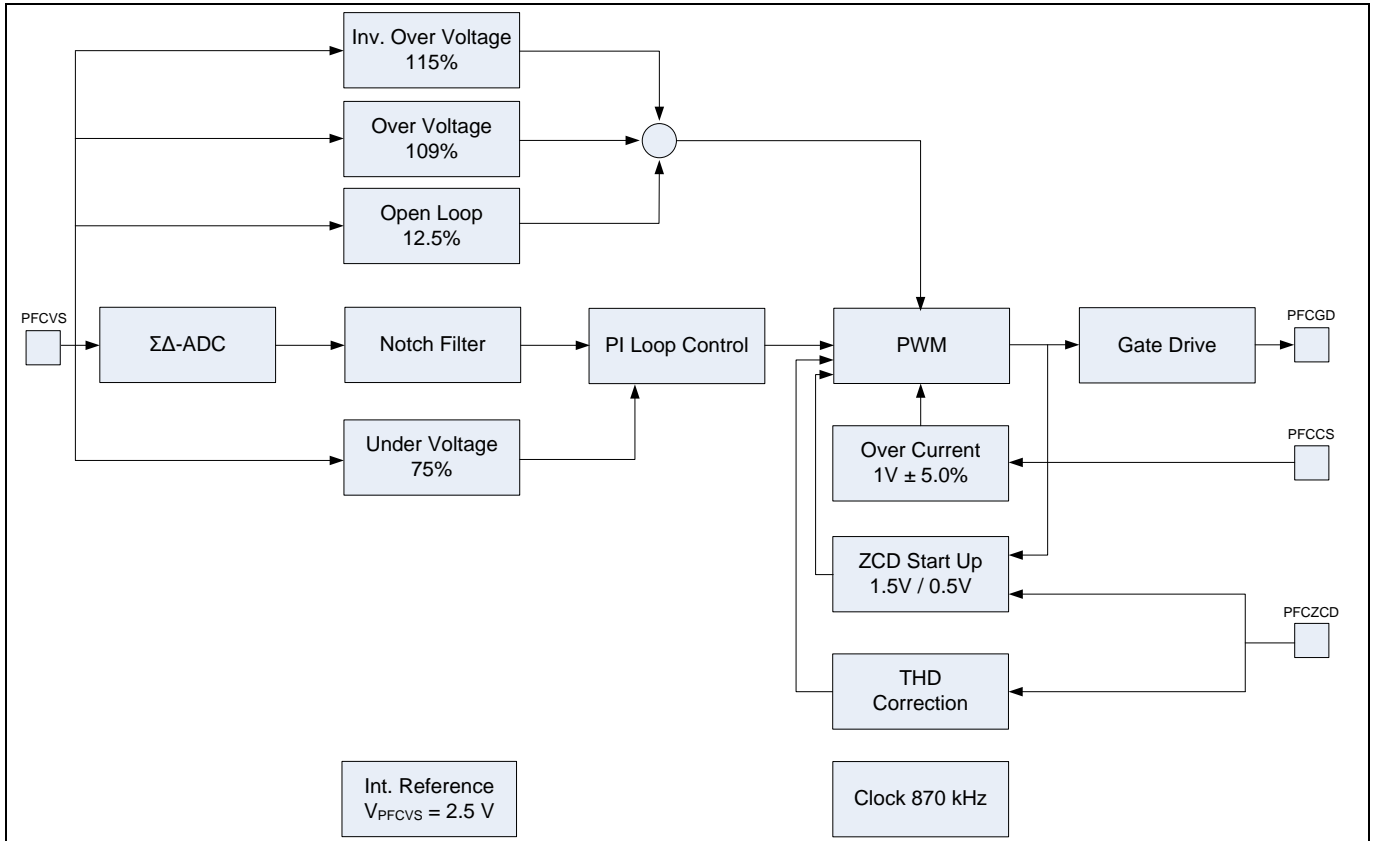 Inv. Over Voltage
115%
Over Voltage
109%
Open Loop
12.5%
PFCVS
ΣΔ-ADC
Notch Filter
PI Loop Control
PWM
Gate Drive
PFCGD
Under Voltage
75%
Over Current
1V ± 5.0%
PFCCS
ZCD Start Up
1.5V / 0.5V
PFCZCD
THD
Correction
Int. Reference
VPFCVS = 2.5 V
Clock 870 kHz